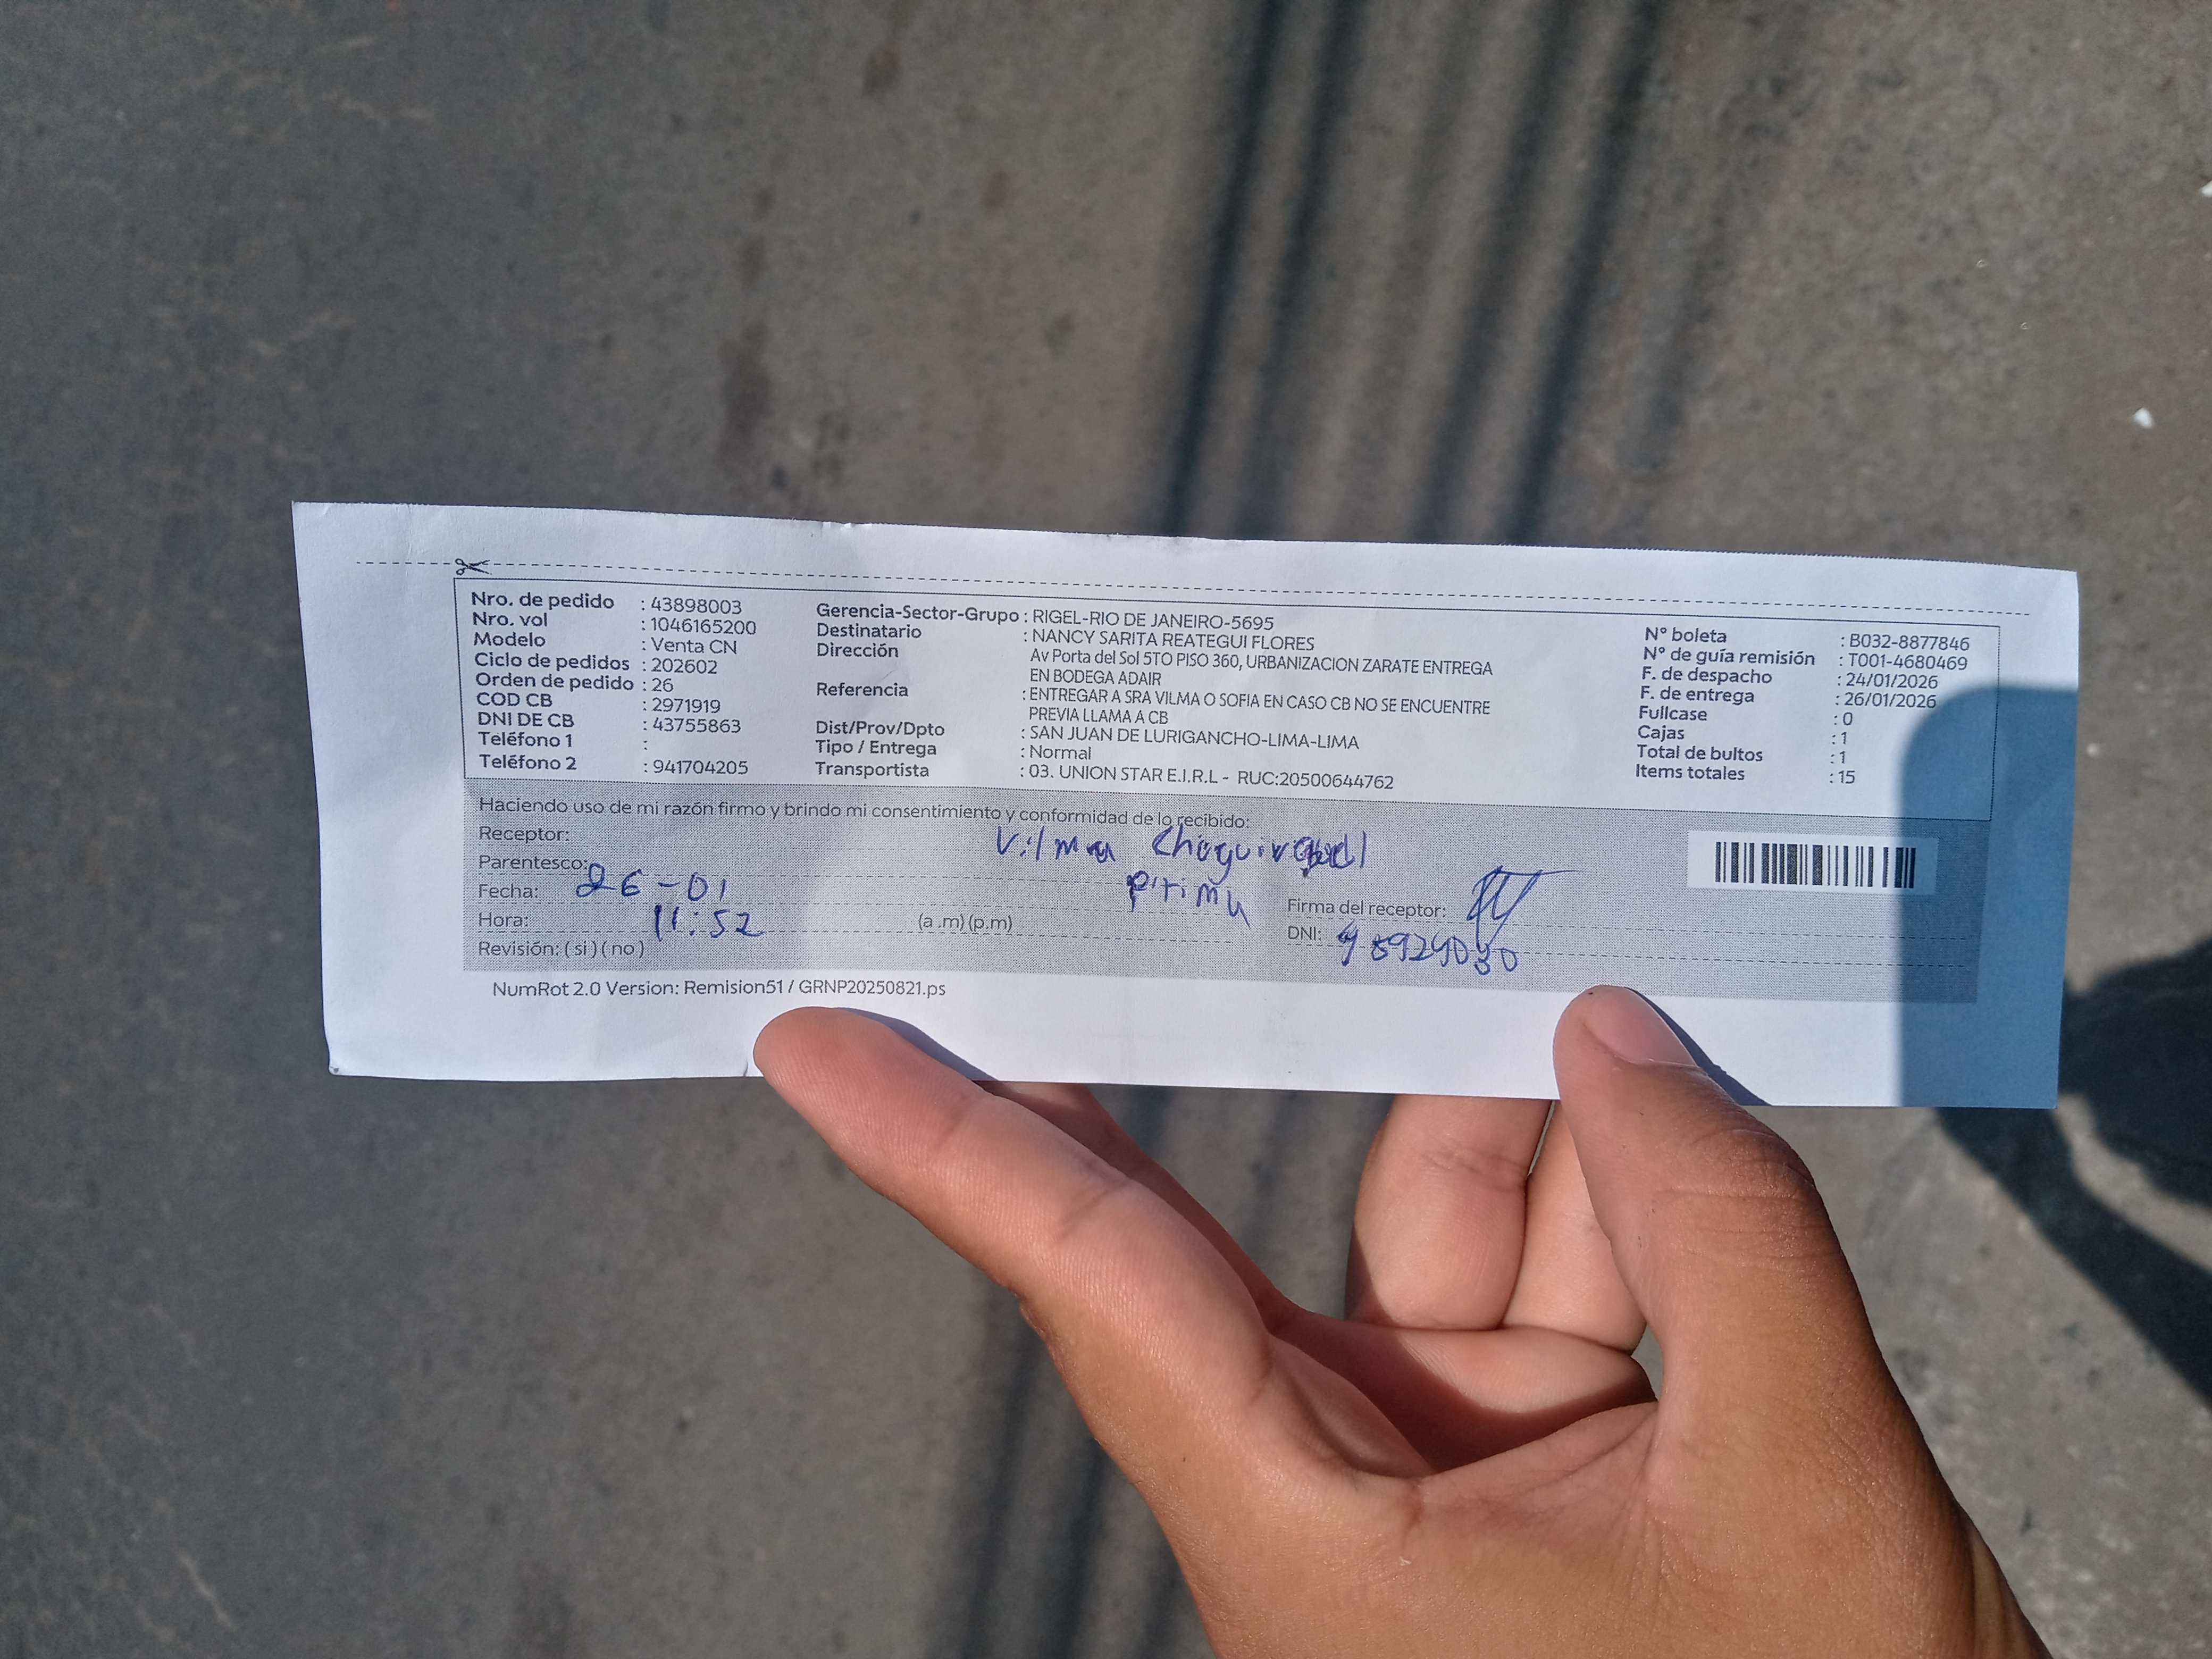 Nro. de pedido : 43898003
Nro. vol : 1046165200
Modelo : Venta CN
Ciclo de pedidos : 202602
Orden de pedido : 26
COD CB : 2971919
DNI DE CB : 43755863
Teléfono 1 :
Teléfono 2 : 941704205
Gerencia-Sector-Grupo : RIGEL-RIO DE JANEIRO-5695
Destinatario : NANCY SARITA REATEGUI FLORES
Dirección Av Porta del Sol 5TO PISO 360, URBANIZACION ZARATE ENTREGA
EN BODEGA ADAIR
Referencia : ENTREGAR A SRA VILMA O SOFIA EN CASO CB NO SE ENCUENTRE
PREVIA LLAMA A CB
Dist/Prov/Dpto : SAN JUAN DE LURIGANCHO-LIMA-LIMA
Tipo / Entrega : Normal
Transportista : 03. UNION STAR E.I.R.L - RUC:20500644762
N° boleta : B032-8877846
N° de guía remisión : T001-4680469
F. de despacho : 24/01/2026
F. de entrega : 26/01/2026
Fullcase : 0
Cajas : 1
Total de bultos : 1
Items totales : 15
Haciendo uso de mi razón firmo y brindo mi consentimiento y conformidad de lo recibido:
Receptor: Vilma
Parentesco: Prima
Fecha: 26-01
Hora: 11:52 (a .m) (p.m)
Revisión: ( si ) ( no )
Firma del receptor:
DNI:
NumRot 2.0 Version: Remision51 / GRNP20250821.ps